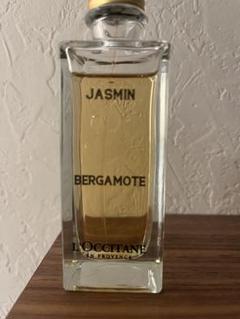 JASMIN
BERGAMOTE
L'OCCITANE
EN PROVENCE